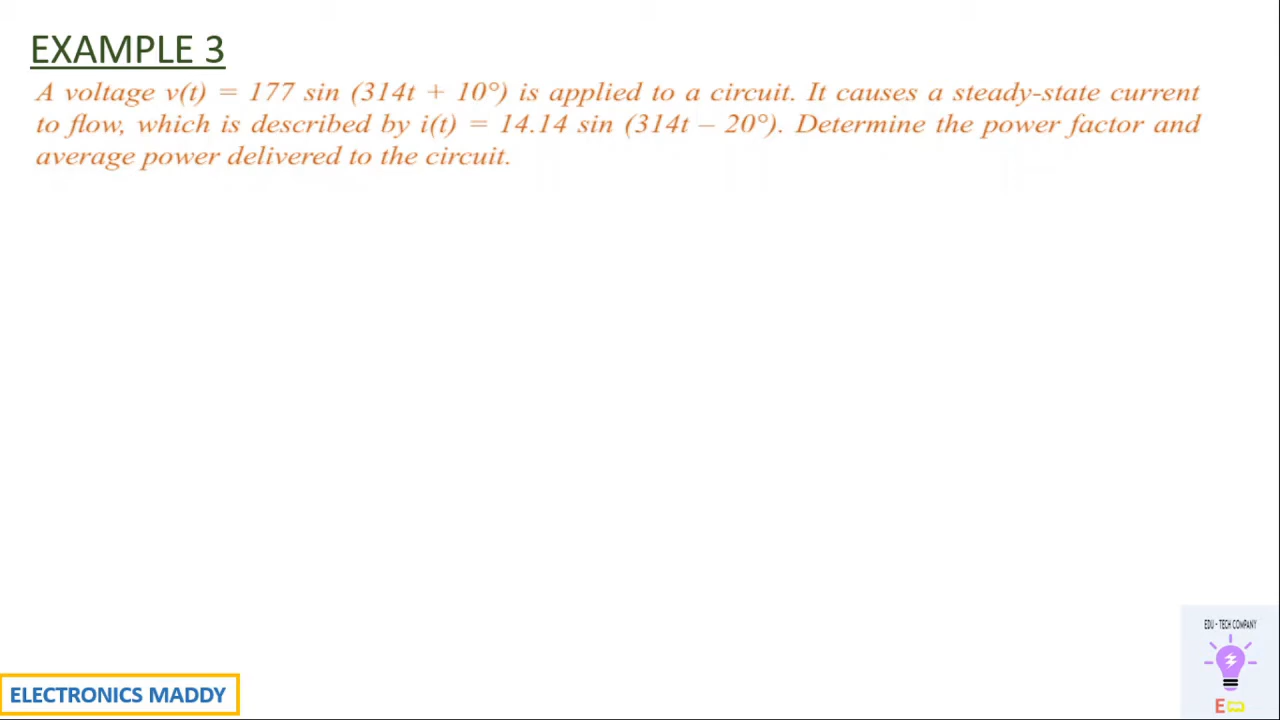 EXAMPLE 3
A voltage v(t) = 177 sin (314t + 10°) is applied to a circuit. It causes a steady-state current
to flow, which is described by i(t) = 14.14 sin (314t – 20°). Determine the power factor and
average power delivered to the circuit.
EDU - TECH COMPANY
ELECTRONICS MADDY
E